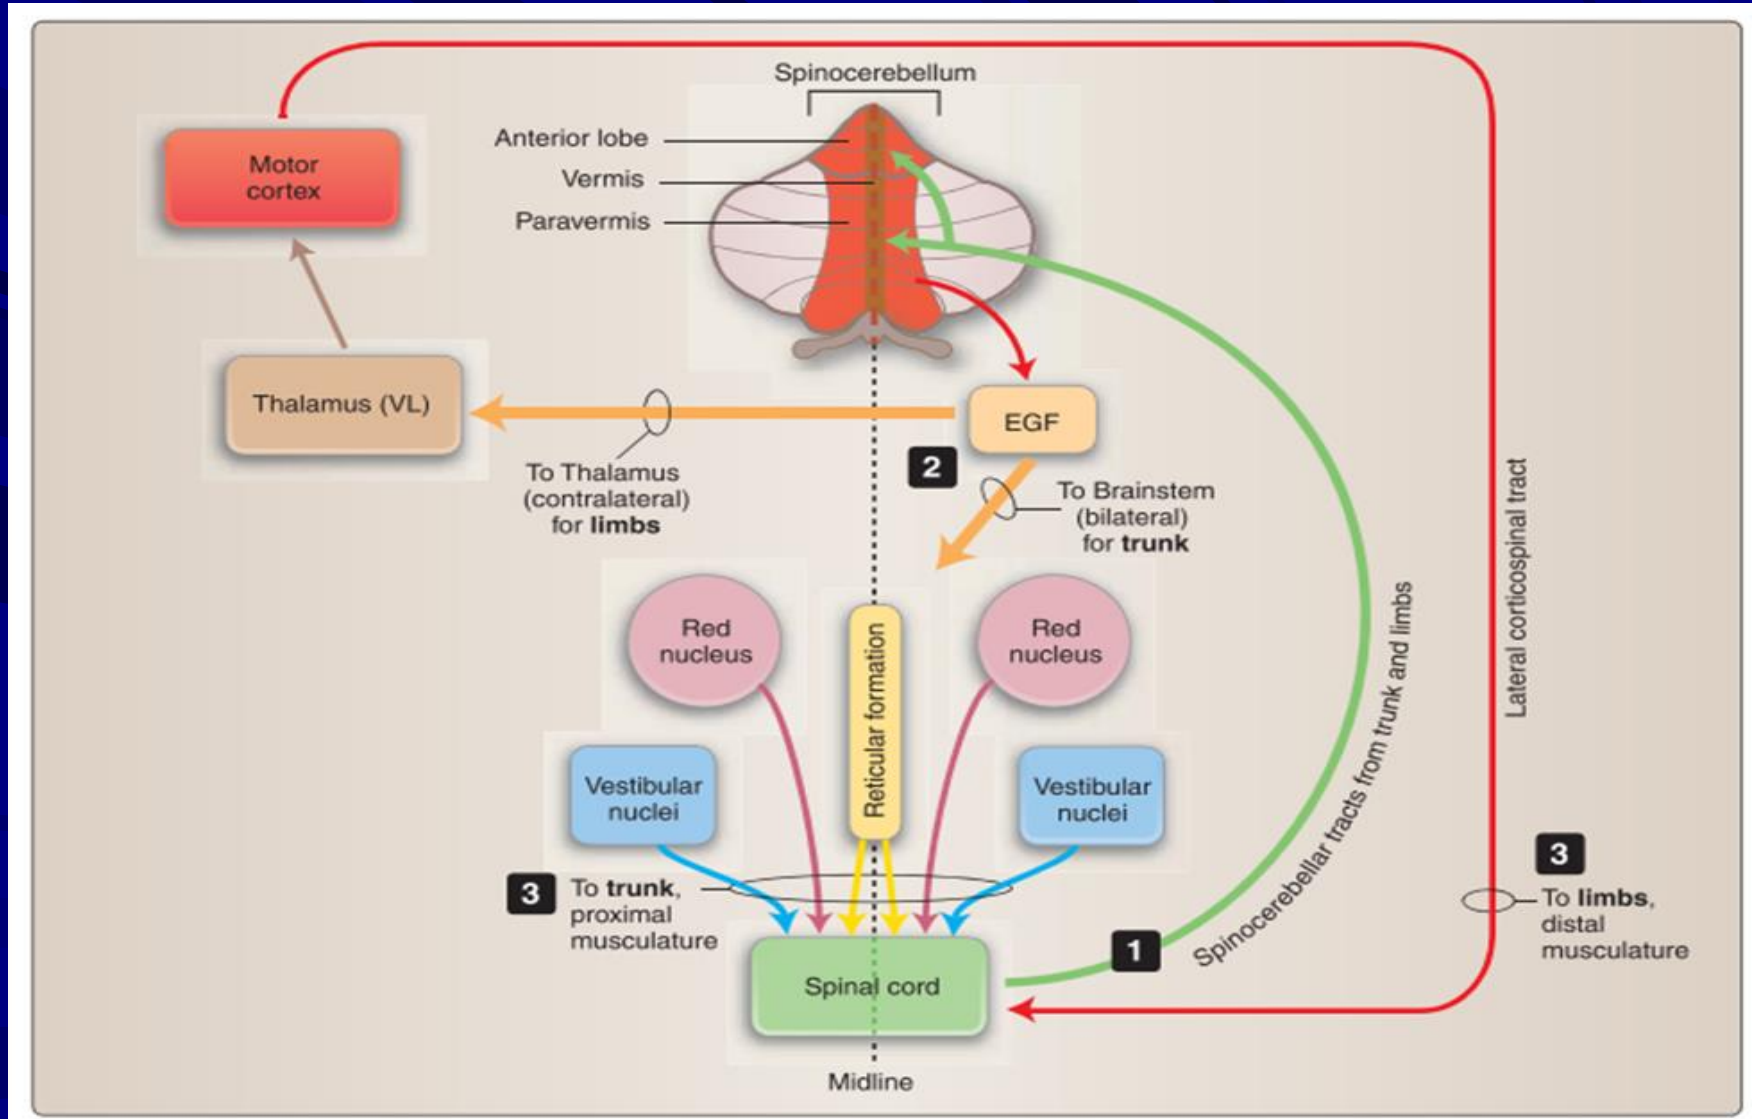 Spinocerebellum
Anterior lobe
Vermis
Paravermis
Motor
cortex
Thalamus (VL)
EGF
2
To Thalamus
(contralateral)
for limbs
To Brainstem
(bilateral)
for trunk
Red
nucleus
Reticular formation
Red
nucleus
Vestibular
nuclei
Vestibular
nuclei
3
To trunk,
proximal
musculature
Spinal cord
1
Spinocerebellar tracts from trunk and limbs
Lateral corticospinal tract
3
To limbs,
distal
musculature
Midline